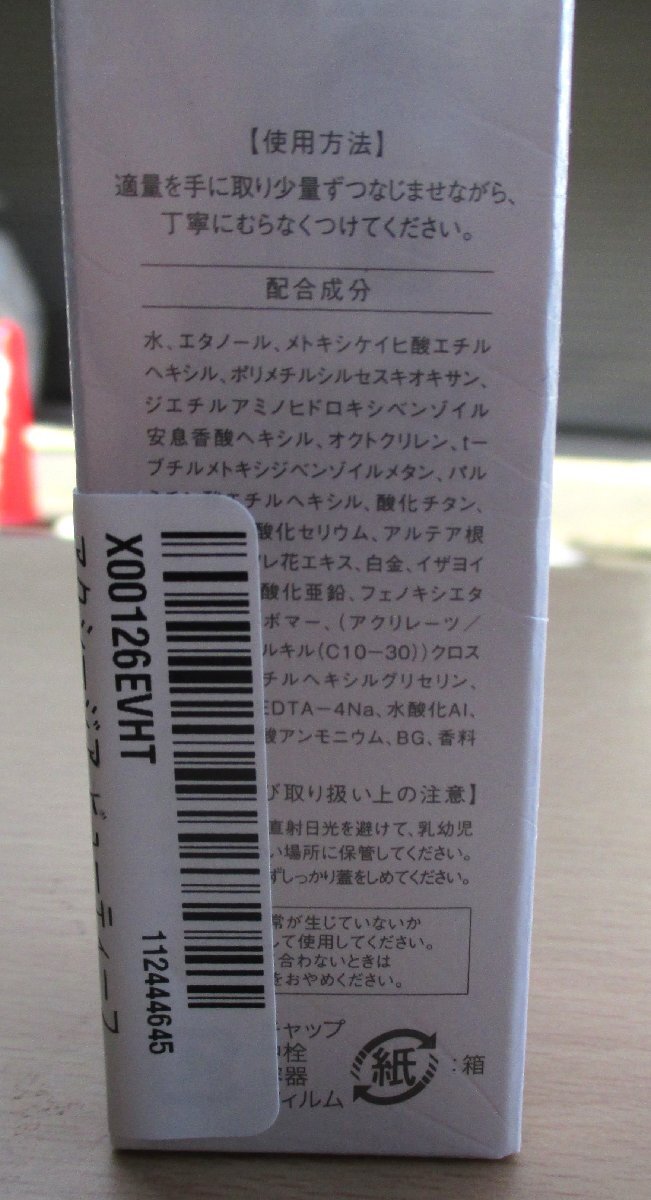 【使用方法】
適量を手に取り少量ずつなじませながら、
丁寧にむらなくつけてください。
配合成分
水、エタノール、メトキシケイヒ酸エチル
ヘキシル、ポリメチルシルセスキオキサン、
ジエチルアミノヒドロキシベンゾイル
安息香酸ヘキシル、オクトクリレン、t−
ブチルメトキシジベンゾイルメタン、パル
チルヘキシル、酸化チタン、
酸化セリウム、アルテア根
レ花エキス、白金、イザヨイ
酸化亜鉛、フェノキシエタ
ボマー、(アクリレーツ／
ルキル(C10−30))クロス
チルヘキシルグリセリン、
EDTA−4Na、水酸化Al、
酸アンモニウム、BG、香料
び取り扱い上の注意】
直射日光を避けて、乳幼児
い場所に保管してください。
ずしっかり蓋をしめてください。
常が生じていないか
して使用してください。
合わないときは
をおやめください。
キャップ
栓
器
ィルム
紙
：箱
X00126EVHT
112444645
アクシージア ビューティーフ